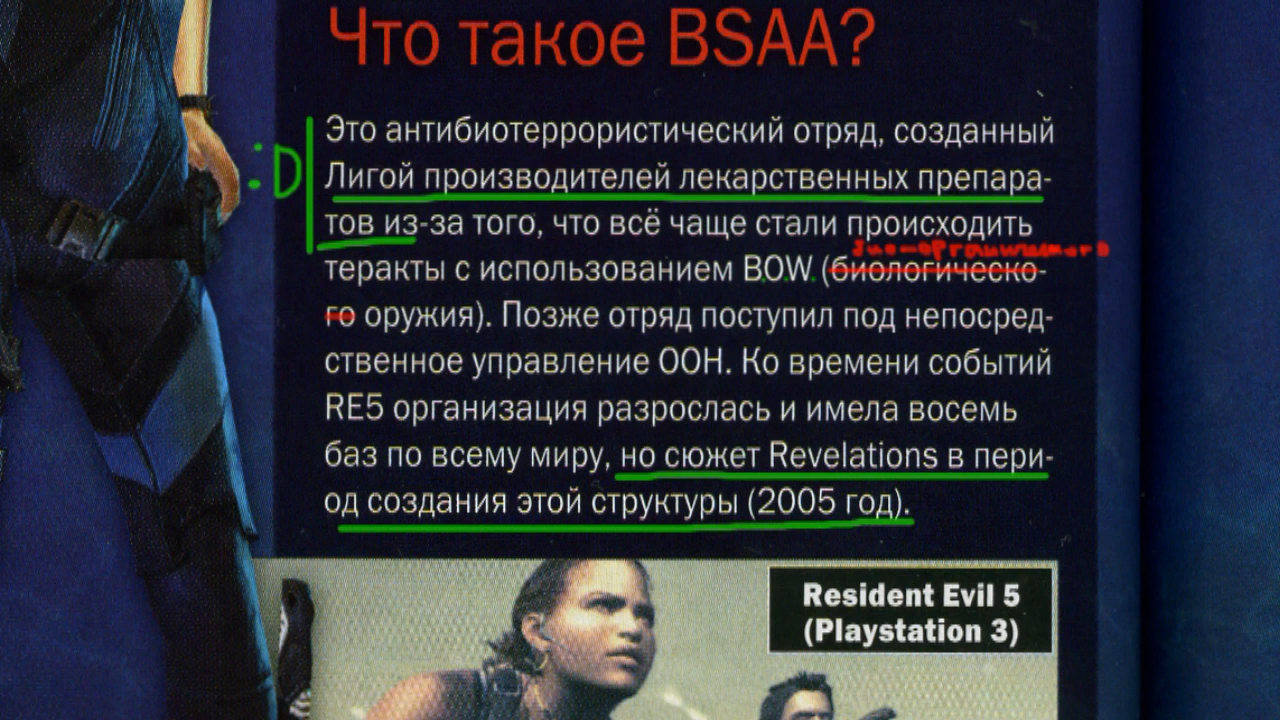 Что такое BSAA?
Это антибиотеррористический отряд, созданный
:D
Лигой производителей лекарственных препара-
тов из-за того, что всё чаще стали происходить
био-органического
теракты с использованием BOW (биологическо-
го оружия). Позже отряд поступил под непосред-
ственное управление ООН. Ко времени событий
RE5 организация разрослась и имела восемь
баз по всему миру, но сюжет Revelations в пери-
од создания этой структуры (2005 год).
Resident Evil 5
(Playstation 3)